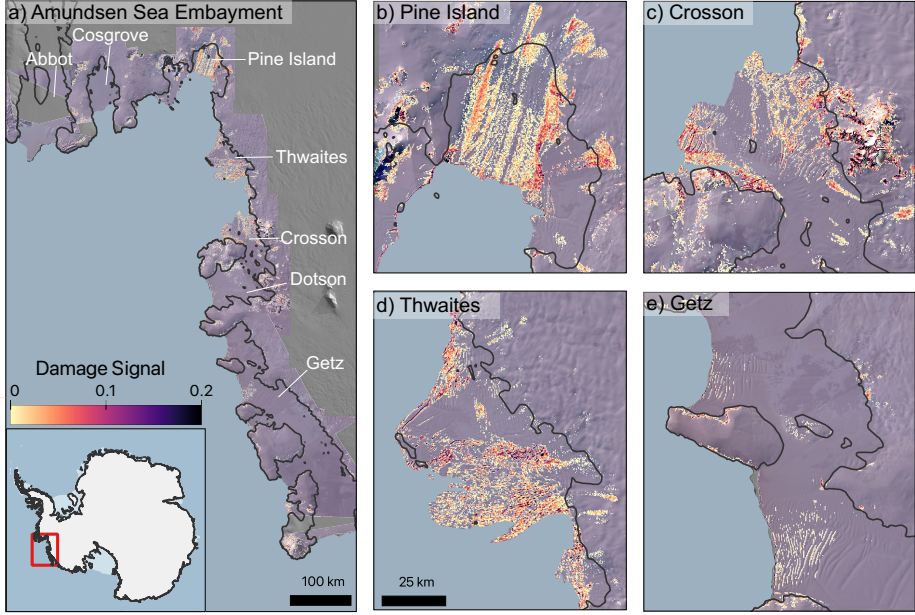 a) Amundsen Sea Embayment
Cosgrove
Abbot
Pine Island
Thwaites
Crosson
Dotson
Getz
Damage Signal
0 0.1 0.2
100 km
b) Pine Island
c) Crosson
d) Thwaites
25 km
e) Getz